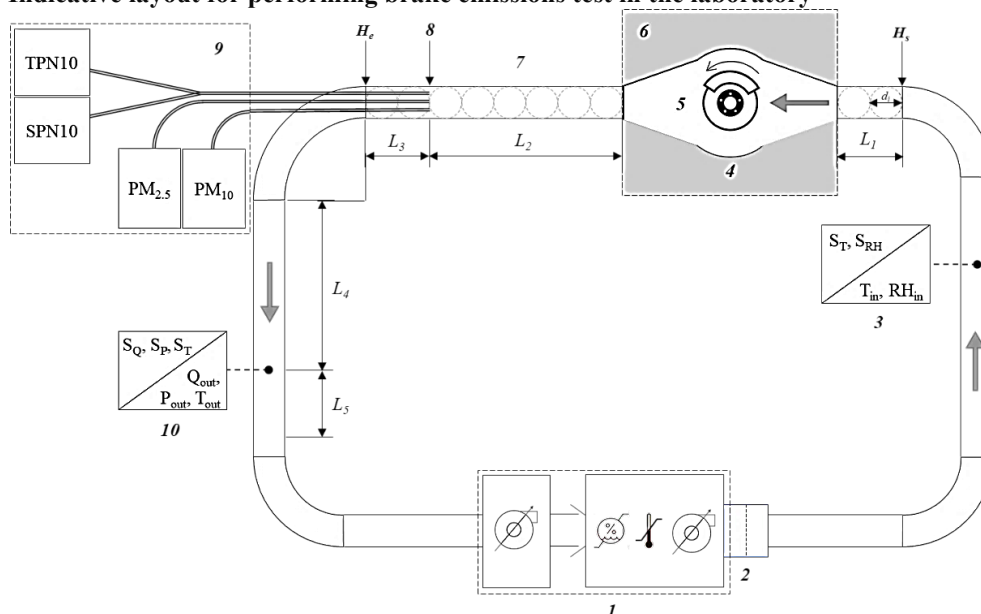 Indicative layout for performing brake emissions test in the laboratory
9
TPN10
SPN10
PM2.5
PM10
He
8
7
6
Hs
5
di
4
L3
L2
L1
ST, SRH
Tin, RHin
3
L4
SQ, SP, ST
Qout,
Pout, Tout
10
L5
%
2
1